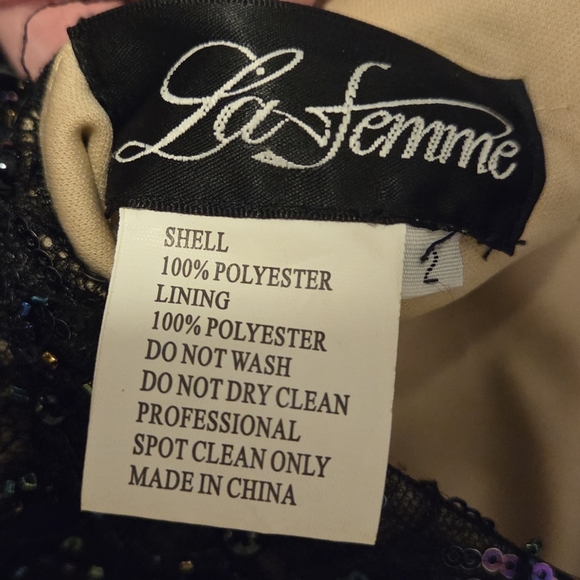 La Femme
2
SHELL
100% POLYESTER
LINING
100% POLYESTER
DO NOT WASH
DO NOT DRY CLEAN
PROFESSIONAL
SPOT CLEAN ONLY
MADE IN CHINA